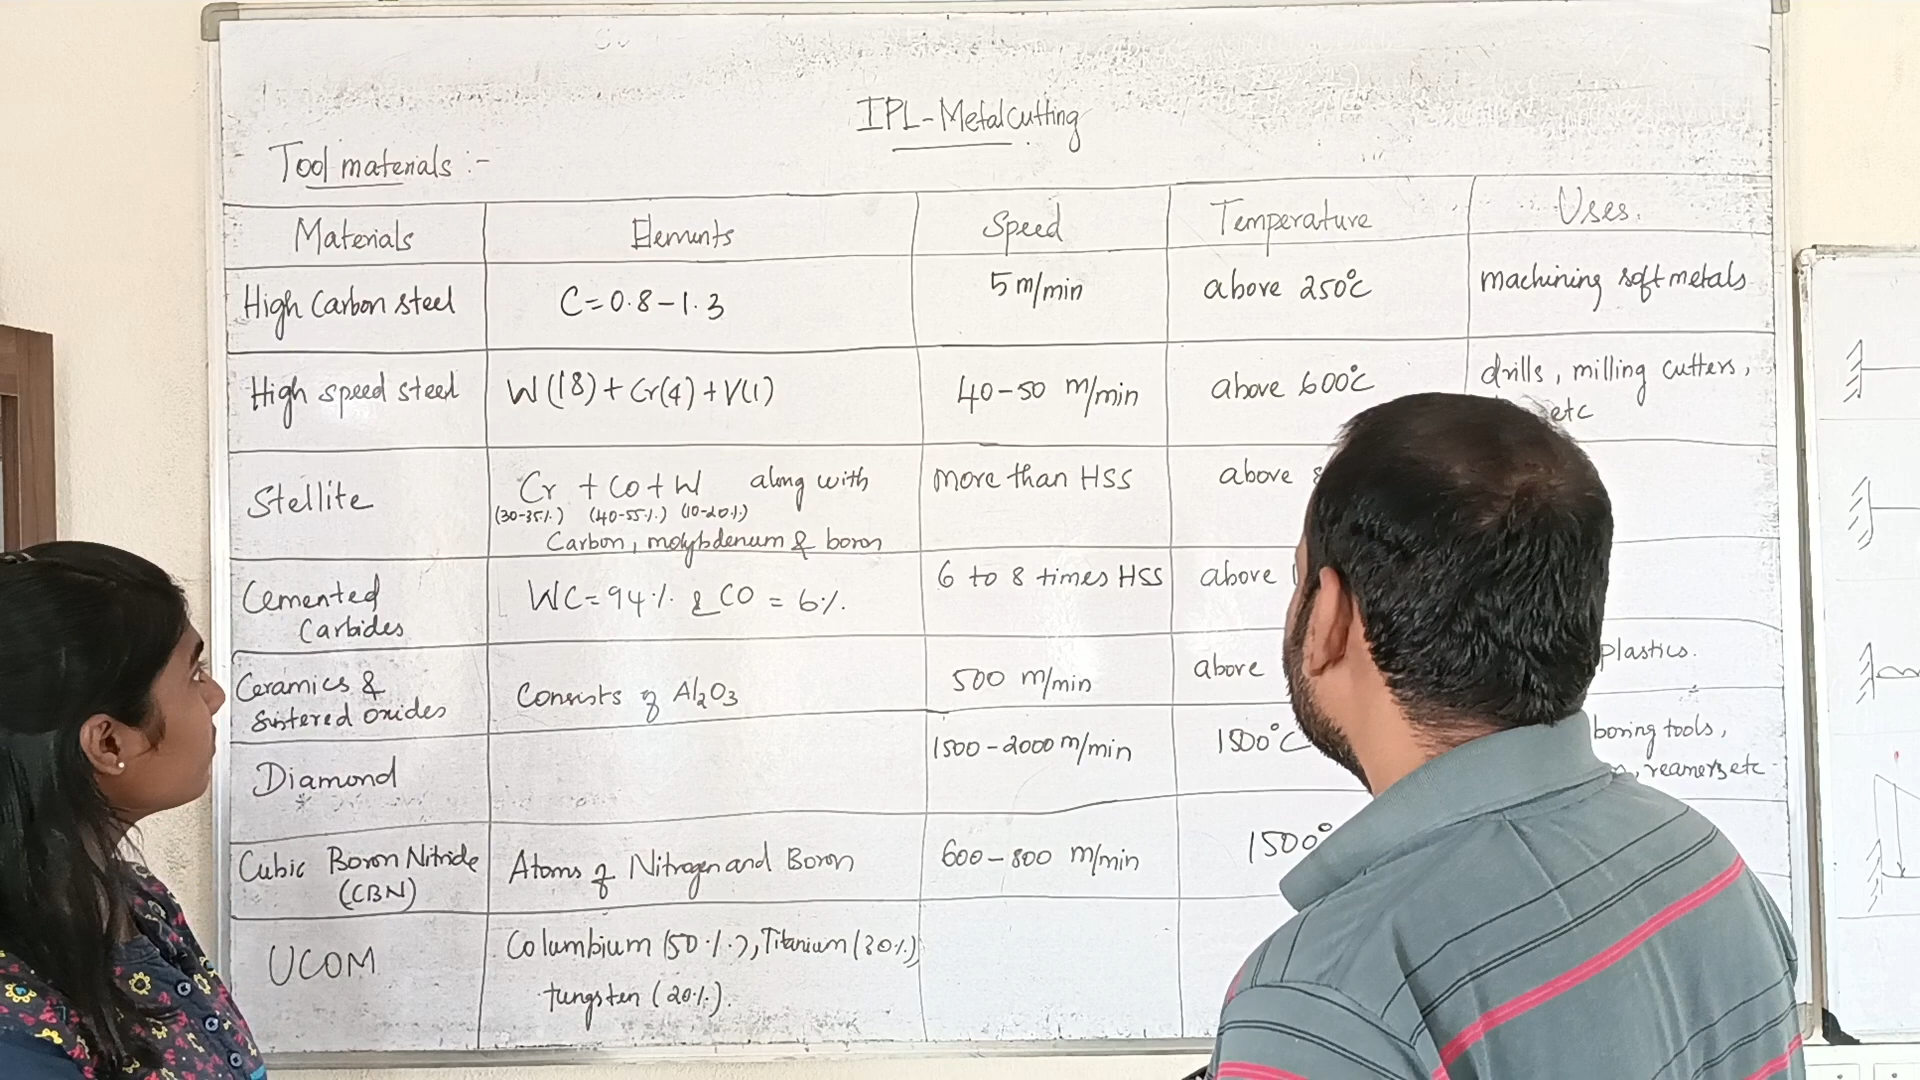 IPL-Metalcutting
Tool materials :-
Materials Elements Speed Temperature Uses.
High Carbon steel C=0.8-1.3 5 m/min above 250°C machining soft metals
High speed steel W(18)+Cr(4)+V(1) 40-50 m/min above 600°C drills, milling cutters,
etc
Stellite Cr + Co + W along with more than HSS above
(30-35%) (40-55%) (10-20%)
Carbon, molybdenum & boron
Cemented WC=94% & CO = 6% 6 to 8 times HSS above
Carbides
Ceramics & Consists of Al2O3 500 m/min above plastics.
sintered oxides
Diamond 1500-2000 m/min 1500°C boring tools,
reamers etc
Cubic Boron Nitride Atoms of Nitrogen and Boron 600-800 m/min 1500°
(CBN)
UCOM Columbium (50%), Titanium (30%)
tungsten (20%)